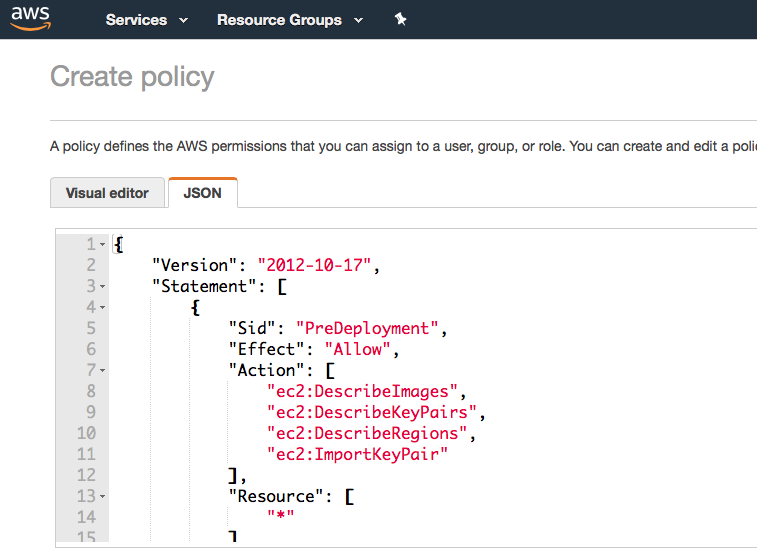 aws
Services Resource Groups
Create policy
A policy defines the AWS permissions that you can assign to a user, group, or role. You can create and edit a
Visual editor JSON
1 {
2 "Version": "2012-10-17",
3 "Statement": [
4 {
5 "Sid": "PreDeployment",
6 "Effect": "Allow",
7 "Action": [
8 "ec2:DescribeImages",
9 "ec2:DescribeKeyPairs",
10 "ec2:DescribeRegions",
11 "ec2:ImportKeyPair"
12 ],
13 "Resource": [
14 "*"
15 ]